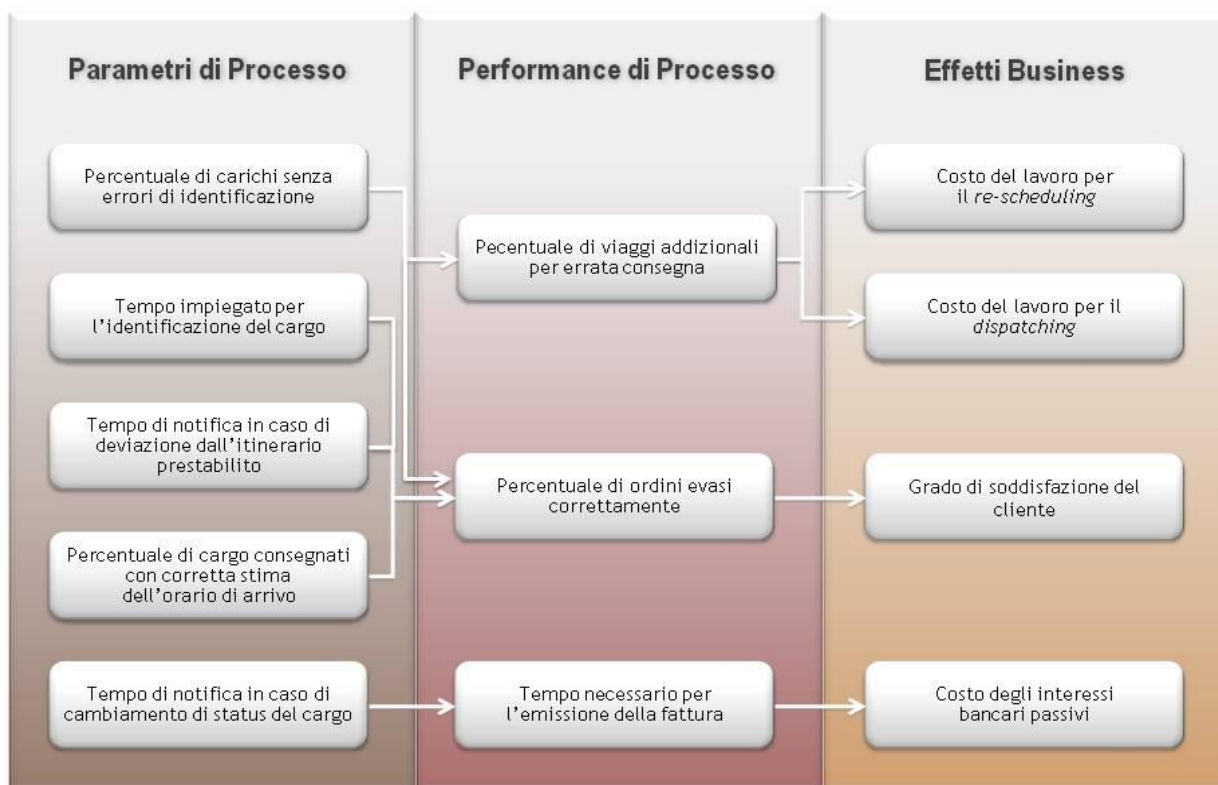 Parametri di Processo
Percentuale di carichi senza
errori di identificazione
Tempo impiegato per
l'identificazione del cargo
Tempo di notifica in caso di
deviazione dall'itinerario
prestabilito
Percentuale di cargo consegnati
con corretta stima
dell'orario di arrivo
Tempo di notifica in caso di
cambiamento di status del cargo
Performance di Processo
Pecentuale di viaggi addizionali
per errata consegna
Percentuale di ordini evasi
correttamente
Tempo necessario per
l'emissione della fattura
Effetti Business
Costo del lavoro per
il re-scheduling
Costo del lavoro per il
dispatching
Grado di soddisfazione del
cliente
Costo degli interessi
bancari passivi